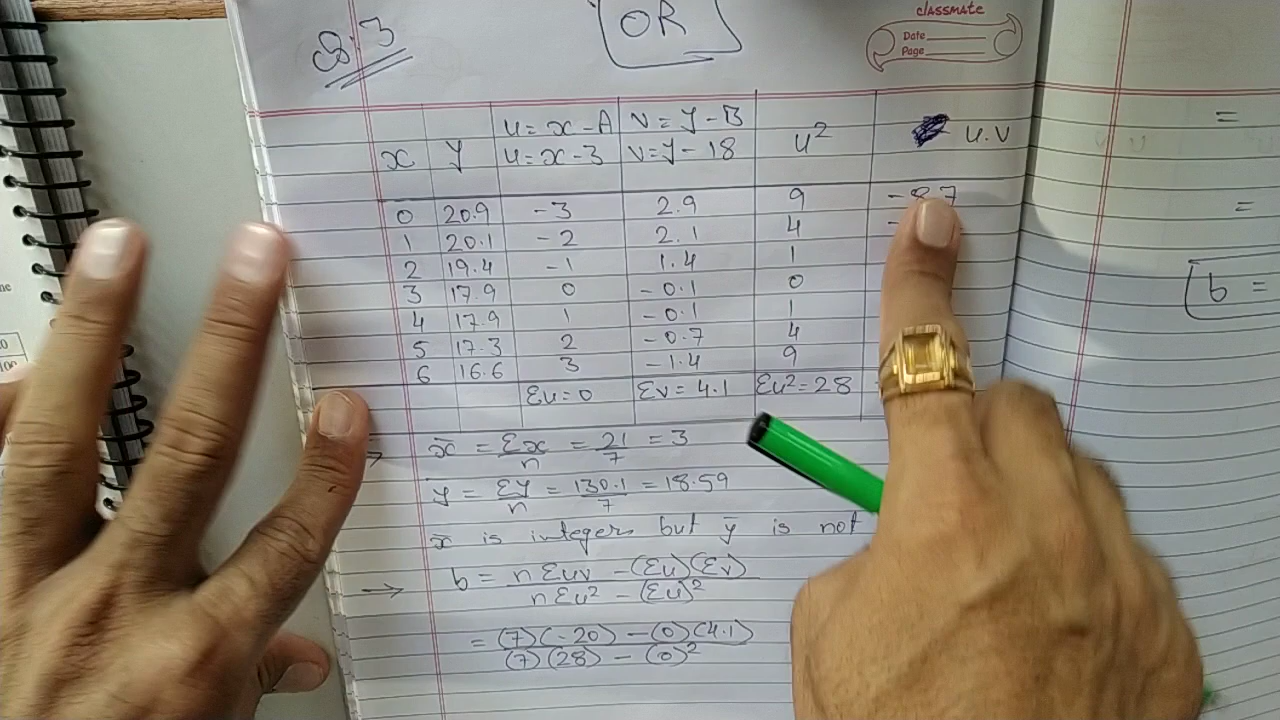 Q.3
OR
classmate
Date
Page
u = x - A v = y - B
x y u = x - 3 v = y - 18 u² u.v
0 20.9 -3 2.9 9 -8.7
1 20.1 -2 2.1 4 -
2 19.4 -1 1.4 1
3 17.9 0 -0.1 0
4 17.9 1 -0.1 1
5 17.3 2 -0.7 4
6 16.6 3 -1.4 9
Σu = 0 Σv = 4.1 Σu² = 28
→ x̄ = Σx/n = 21/7 = 3
y = Σy/n = 130.1/7 = 18.59
x̄ is integers but ȳ is not
→ b = nΣuv - (Σu)(Σv) / nΣu² - (Σu)²
= (7)(-20) - (0)(4.1) / (7)(28) - (0)²
=
=
b =